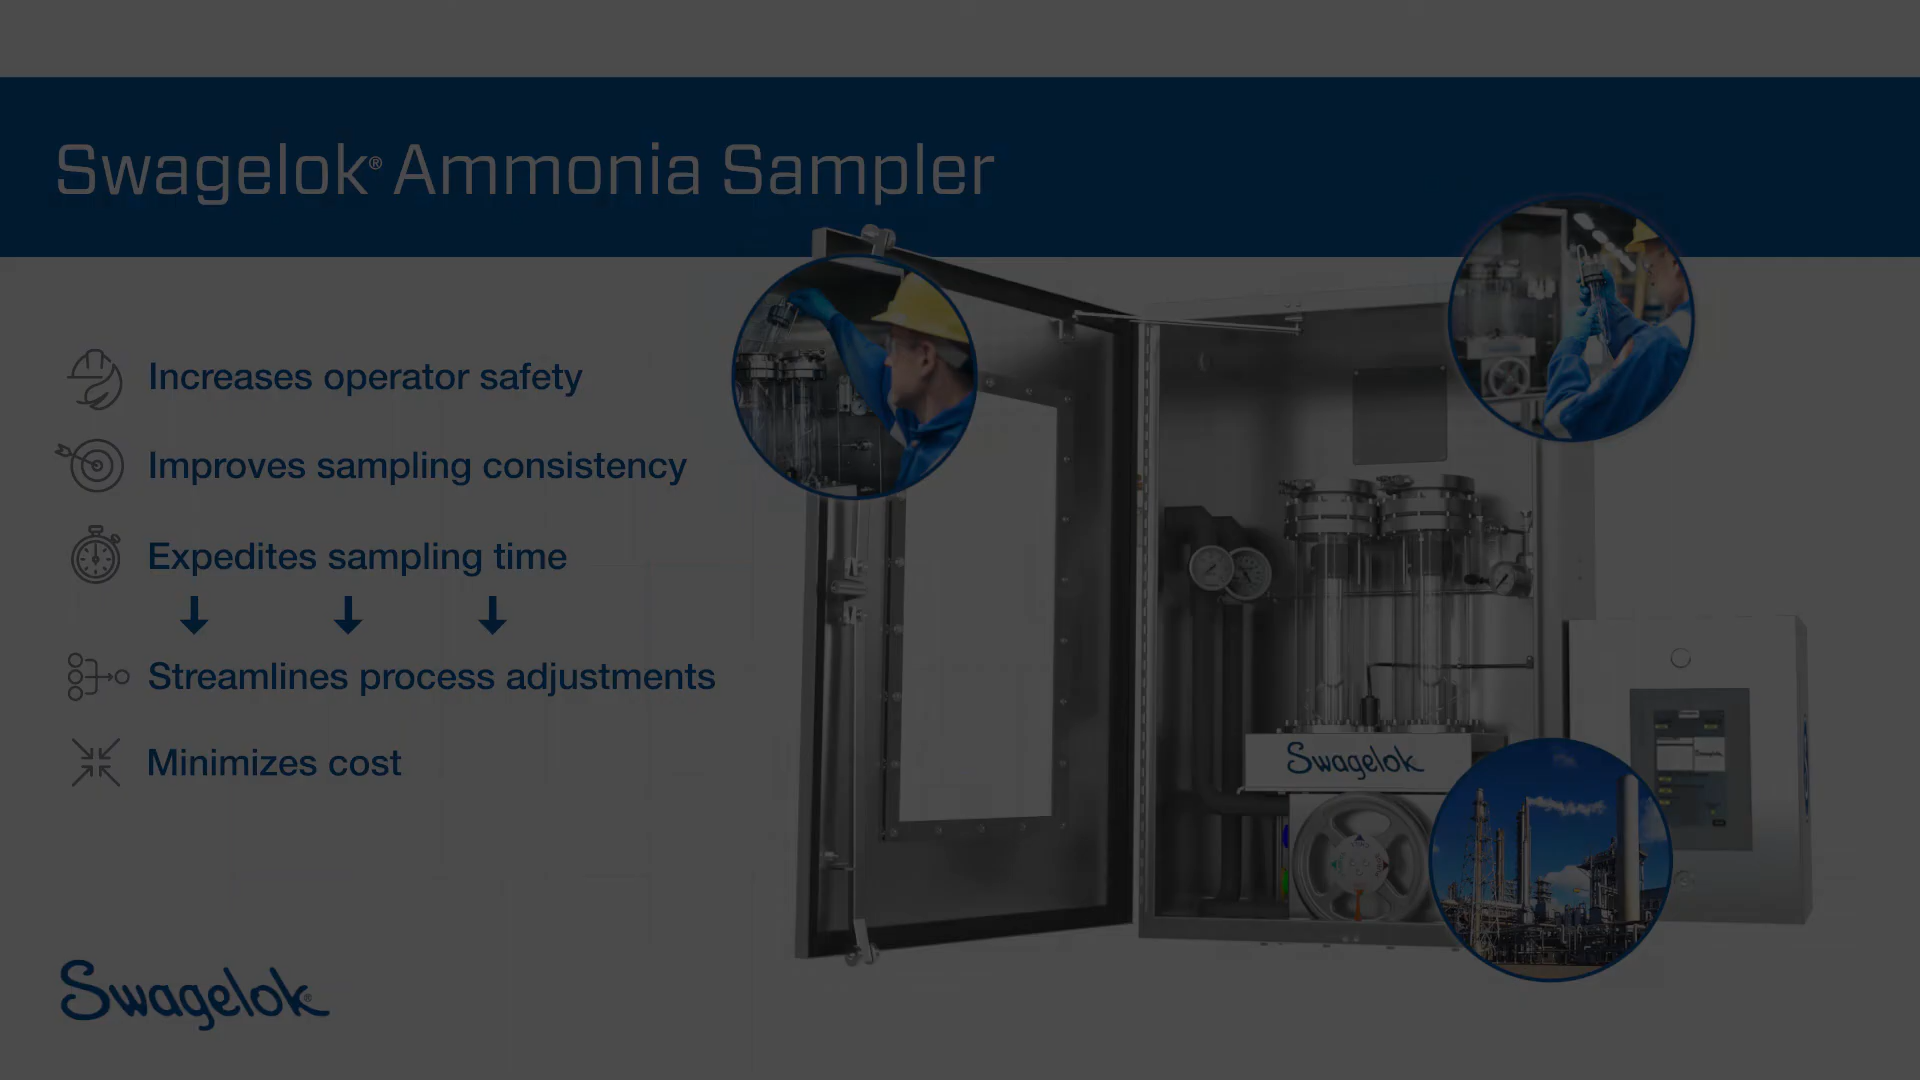 Swagelok® Ammonia Sampler
Increases operator safety
Improves sampling consistency
Expedites sampling time
Streamlines process adjustments
Minimizes cost
Swagelok
Swagelok®